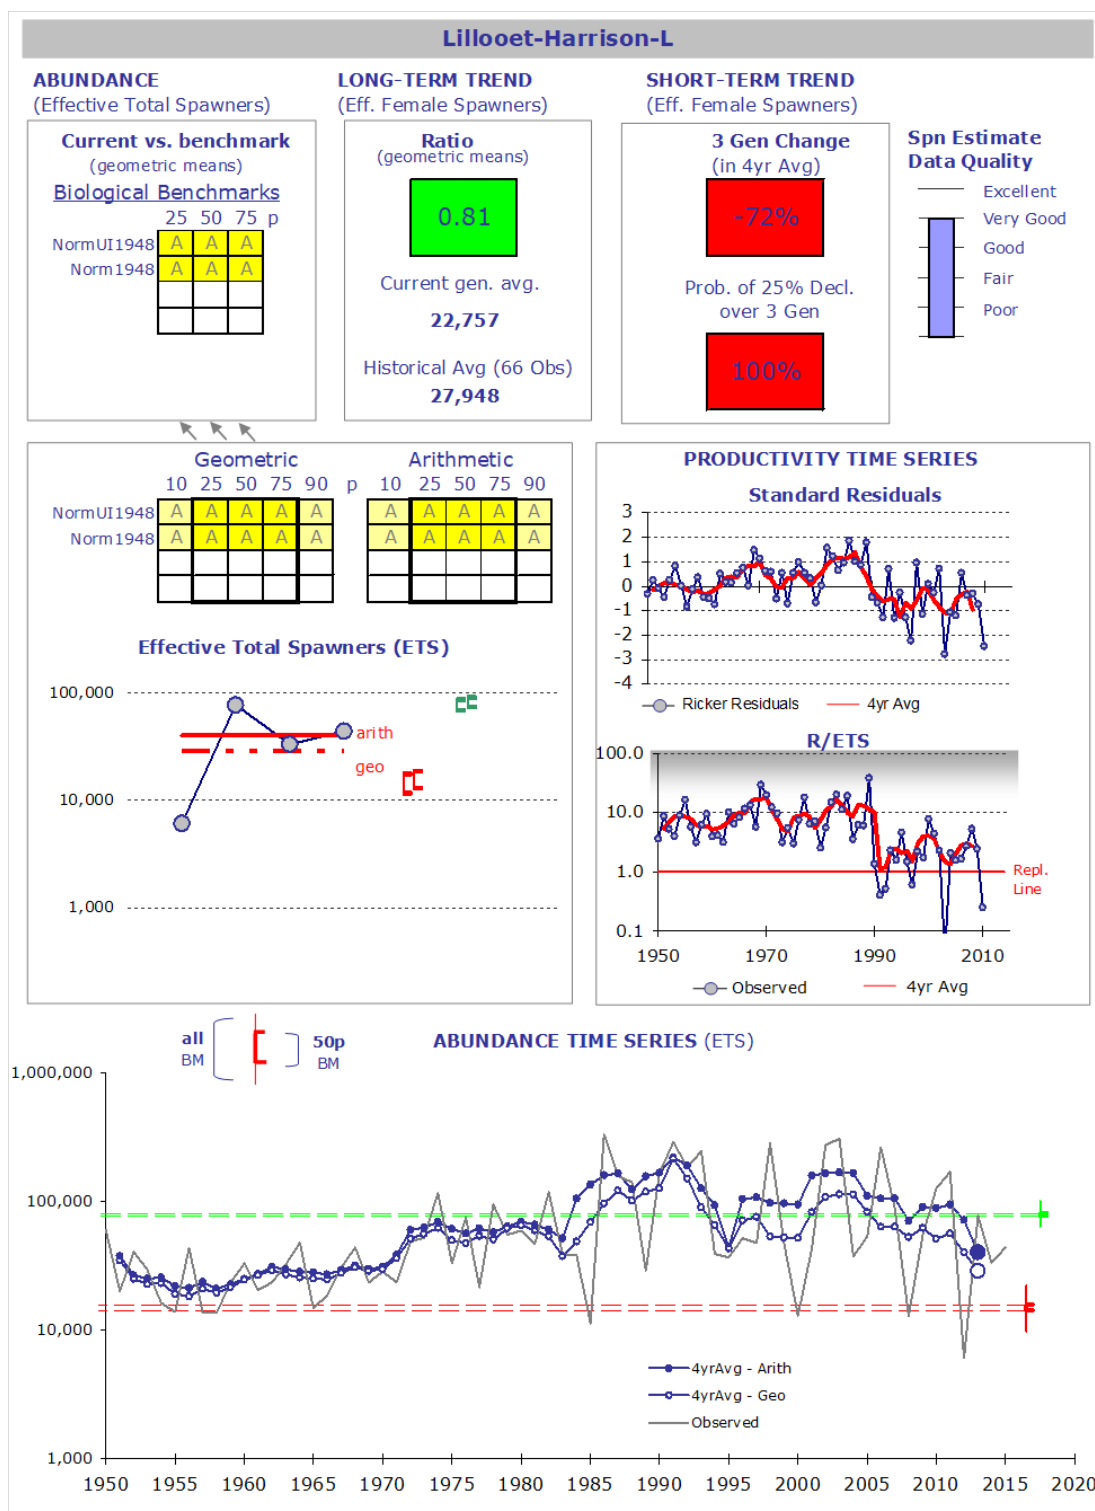 Lillooet-Harrison-L
ABUNDANCE
(Effective Total Spawners)
LONG-TERM TREND
(Eff. Female Spawners)
SHORT-TERM TREND
(Eff. Female Spawners)
Current vs. benchmark
(geometric means)
Biological Benchmarks
25 50 75 p
NormUI1948 A A A
Norm1948 A A A
Ratio
(geometric means)
0.81
Current gen. avg.
22,757
Historical Avg (66 Obs)
27,948
3 Gen Change
(in 4yr Avg)
-72%
Prob. of 25% Decl.
over 3 Gen
100%
Spn Estimate
Data Quality
Excellent
Very Good
Good
Fair
Poor
Geometric Arithmetic
10 25 50 75 90 p 10 25 50 75 90
NormUI1948 A A A A A A A A A A
Norm1948 A A A A A A A A A A
Effective Total Spawners (ETS)
100,000
arith
geo
10,000
1,000
PRODUCTIVITY TIME SERIES
Standard Residuals
3
2
1
0
-1
-2
-3
-4
Ricker Residuals 4yr Avg
R/ETS
100.0
10.0
1.0
0.1
Repl.
Line
1950 1970 1990 2010
Observed 4yr Avg
all
BM
50p
BM
ABUNDANCE TIME SERIES (ETS)
1,000,000
100,000
10,000
1,000
4yrAvg - Arith
4yrAvg - Geo
Observed
1950 1955 1960 1965 1970 1975 1980 1985 1990 1995 2000 2005 2010 2015 2020